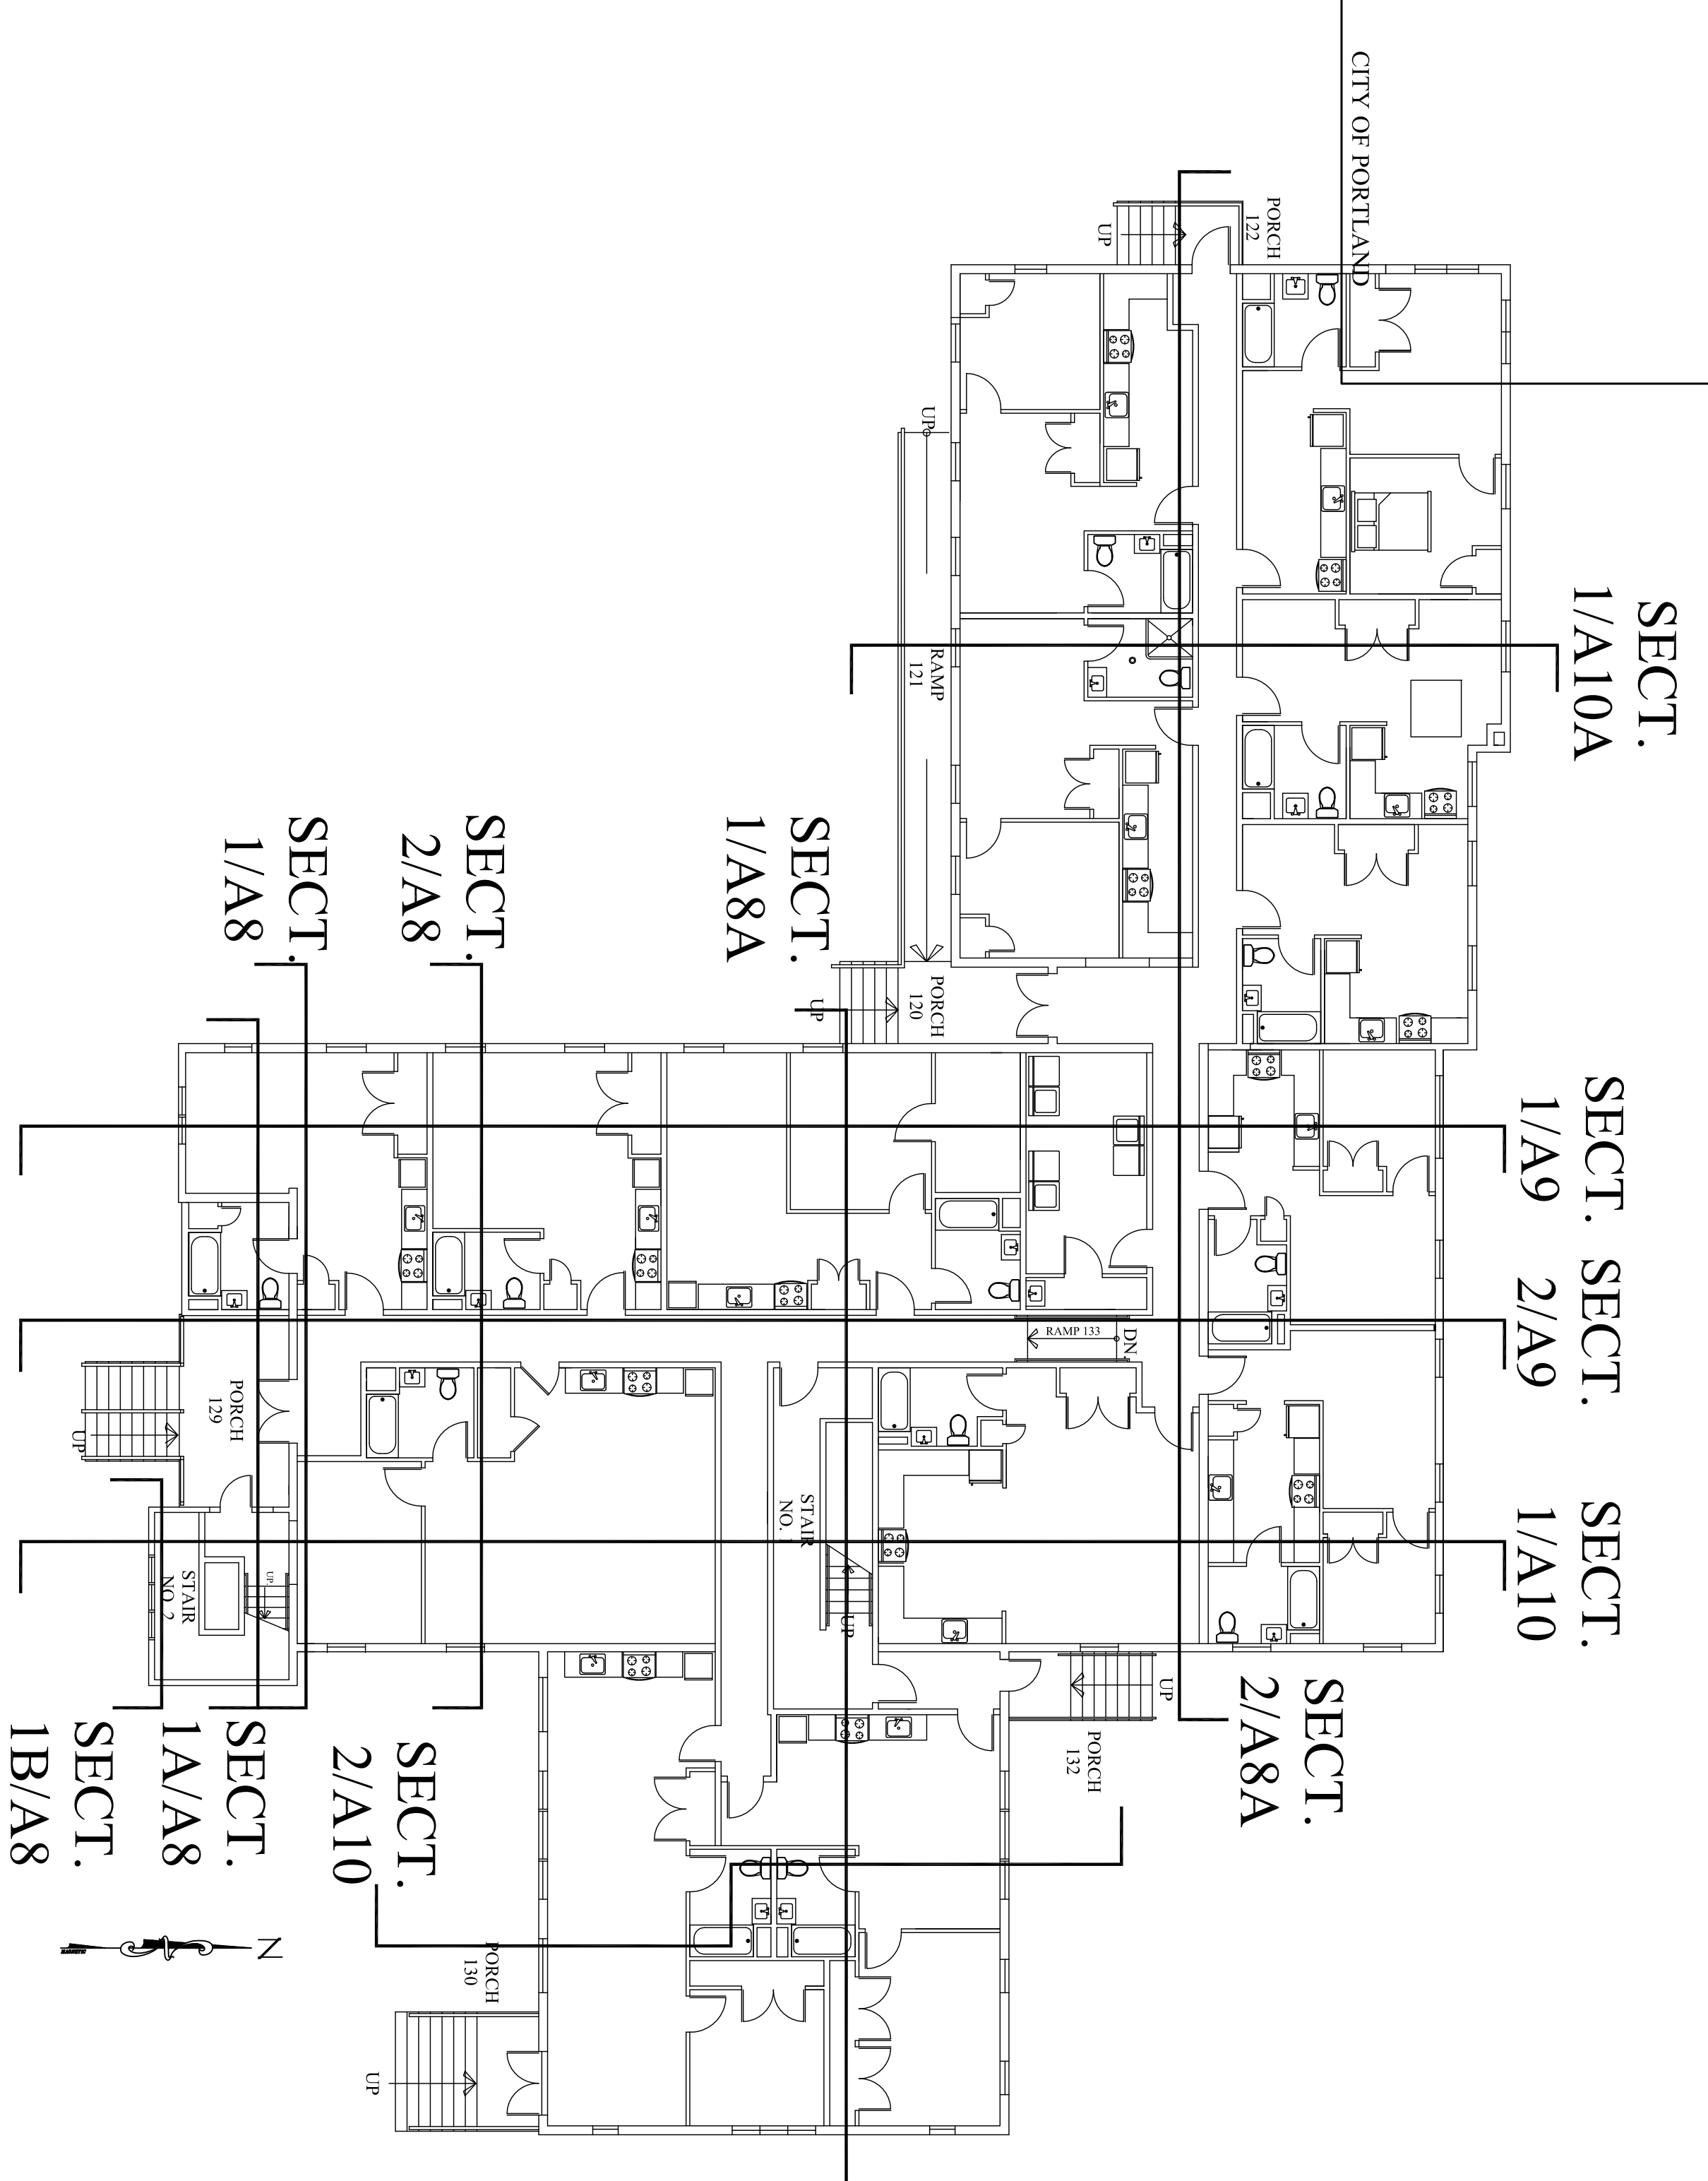 CITY OF PORTLAND
PORCH
122
UP
UP
SECT.
1/A10A
RAMP
121
SECT.
1/A8
SECT.
2/A8
SECT.
1/A8A
PORCH
120
UP
SECT.
1/A9
SECT.
2/A9
RAMP 133
DN
PORCH
129
UP
STAIR
NO. 1
UP
SECT.
1/A10
STAIR
NO. 2
UP
UP
PORCH
132
SECT.
2/A8A
SECT.
1B/A8
SECT.
1A/A8
SECT.
2/A10
N
PORCH
130
UP